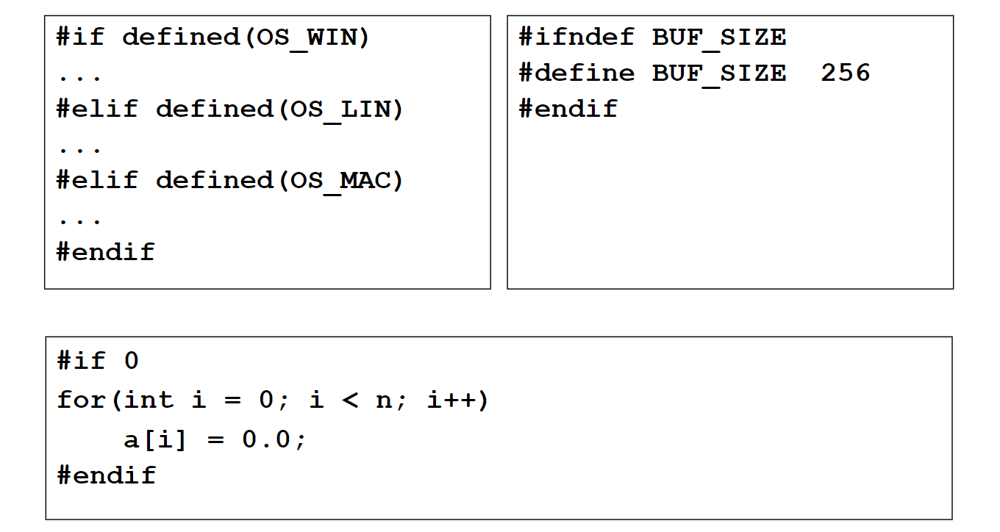 #if defined(OS_WIN)
...
#elif defined(OS_LIN)
...
#elif defined(OS_MAC)
...
#endif
#ifndef BUF_SIZE
#define BUF_SIZE  256
#endif
#if 0
for(int i = 0; i < n; i++)
    a[i] = 0.0;
#endif